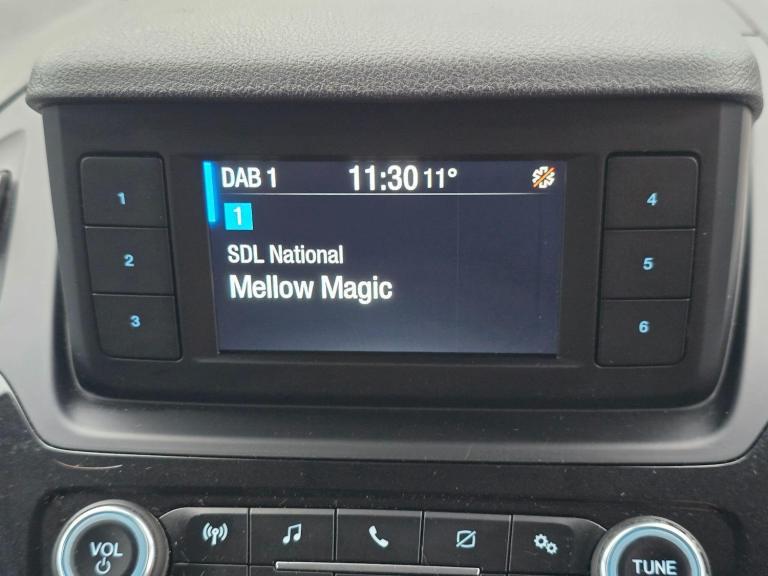 DAB 1 11:30 11°
1
SDL National
Mellow Magic
1
2
3
4
5
6
VOL
TUNE